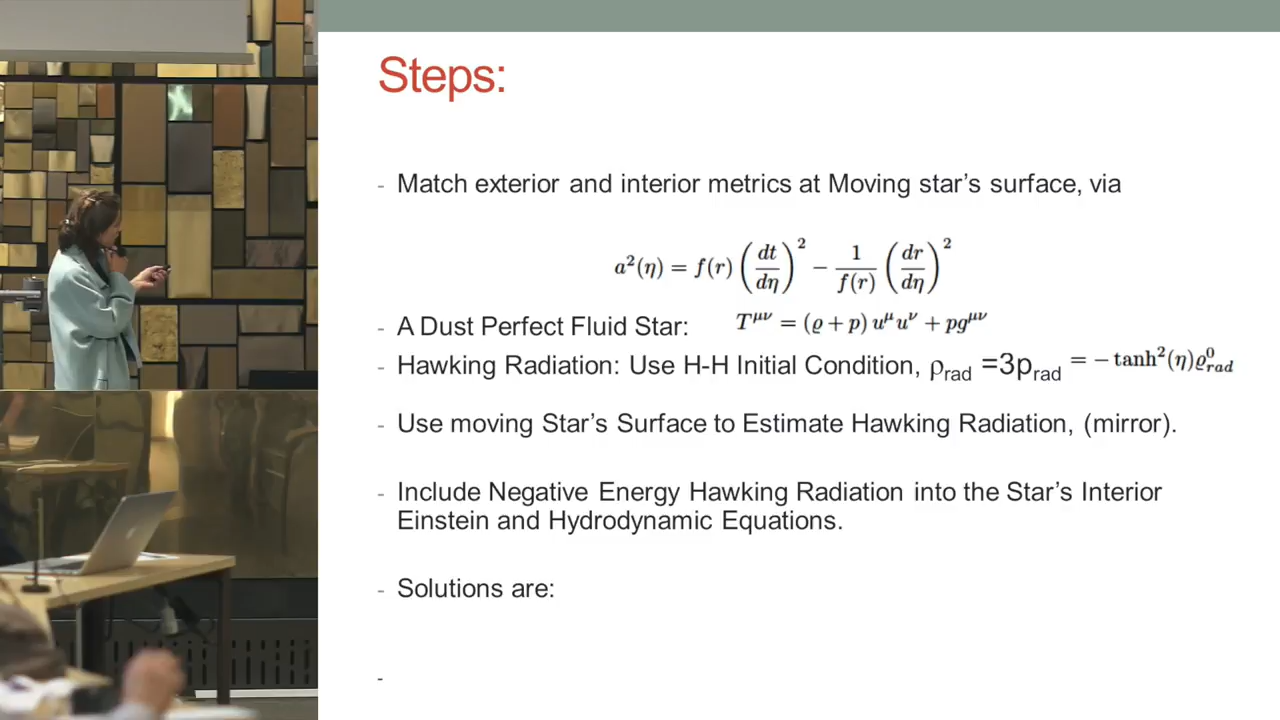 Steps:
- Match exterior and interior metrics at Moving star's surface, via
a²(η) = f(r) (dt/dη)² − 1/f(r) (dr/dη)²
- A Dust Perfect Fluid Star: T^{μν} = (ϱ + p) u^μ u^ν + p g^{μν}
- Hawking Radiation: Use H-H Initial Condition, ρ_rad =3p_rad = − tanh²(η)ϱ⁰_rad
- Use moving Star's Surface to Estimate Hawking Radiation, (mirror).
- Include Negative Energy Hawking Radiation into the Star's Interior
Einstein and Hydrodynamic Equations.
- Solutions are:
-